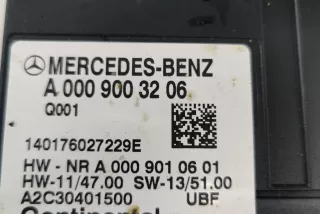 MERCEDES-BENZ
A 000 900 32 06
Q001
140176027229E
HW - NR A 000 901 06 01
HW-11/47.00 SW-13/51.00
A2C30401500 UBF
Continental